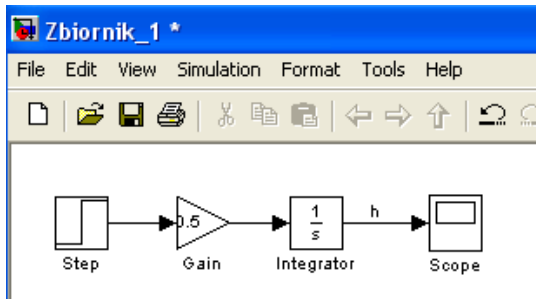 Zbiornik_1 *
File Edit View Simulation Format Tools Help
0.5
1
s
h
Step Gain Integrator Scope